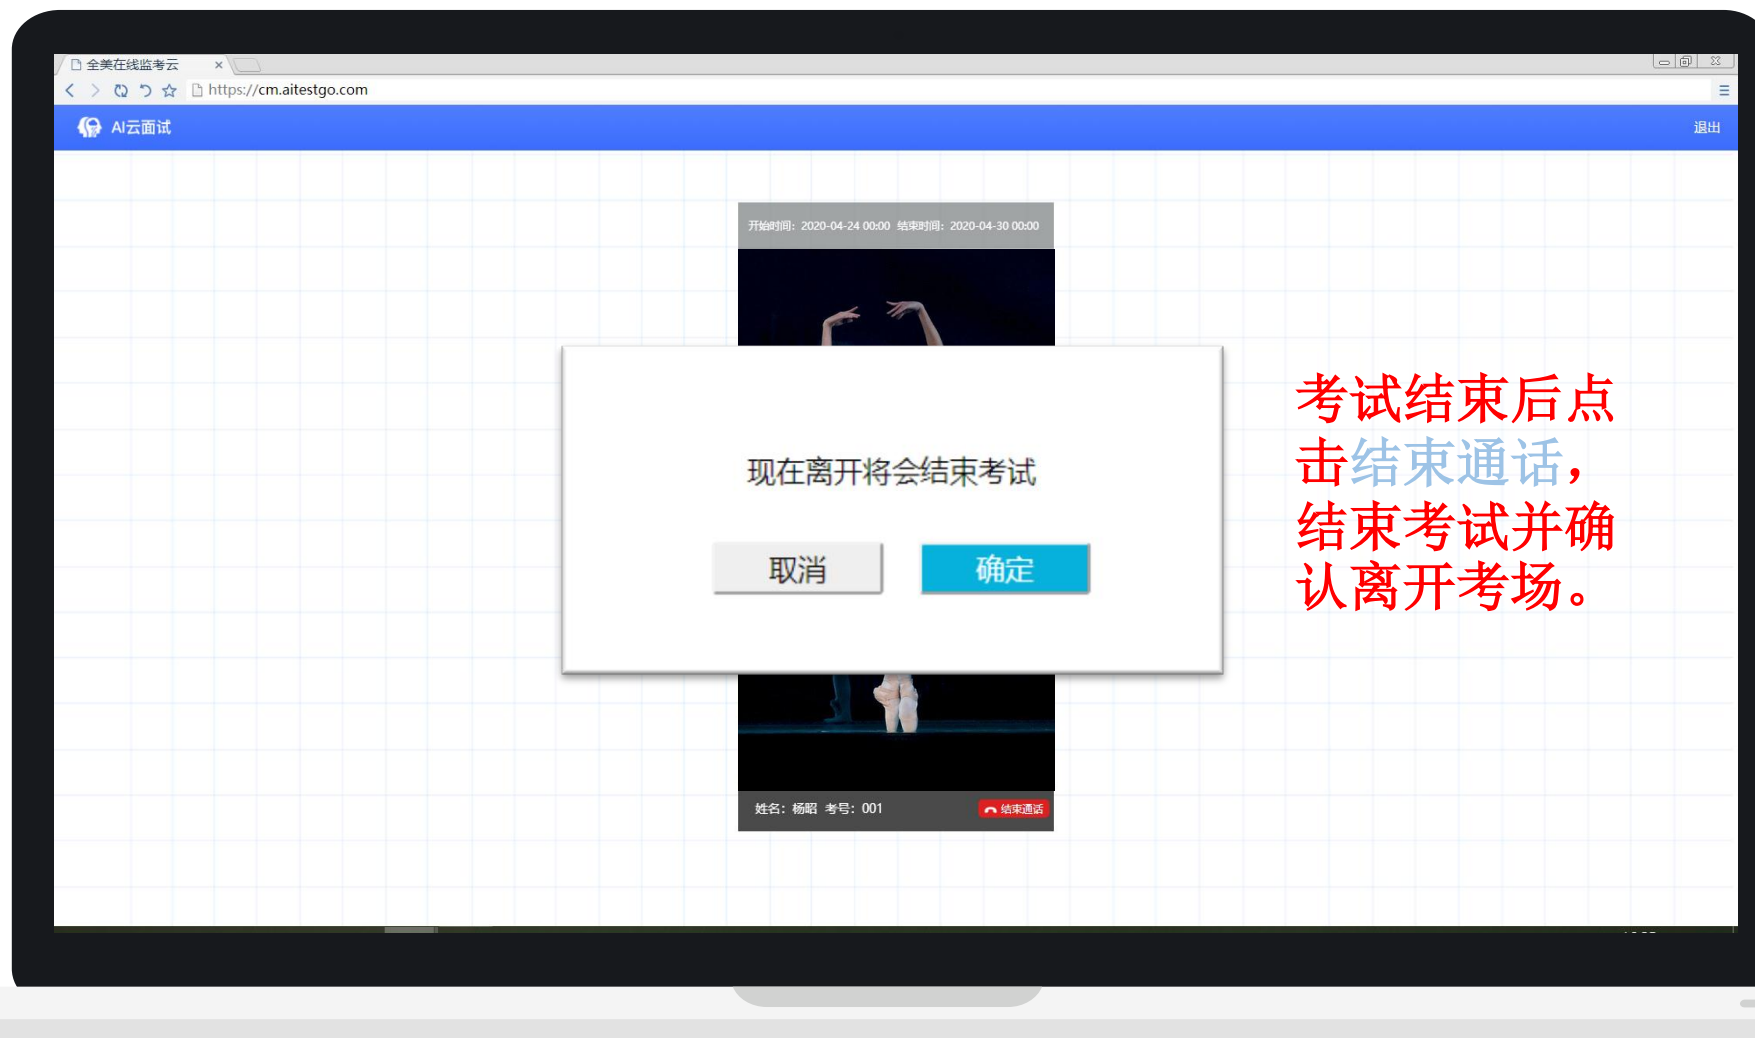 全美在线监考云
https://cm.aitestgo.com
AI云面试
退出
开始时间：2020-04-24 00:00 结束时间：2020-04-30 00:00
现在离开将会结束考试
取消
确定
考试结束后点
击结束通话，
结束考试并确
认离开考场。
姓名：杨昭 考号：001
结束通话